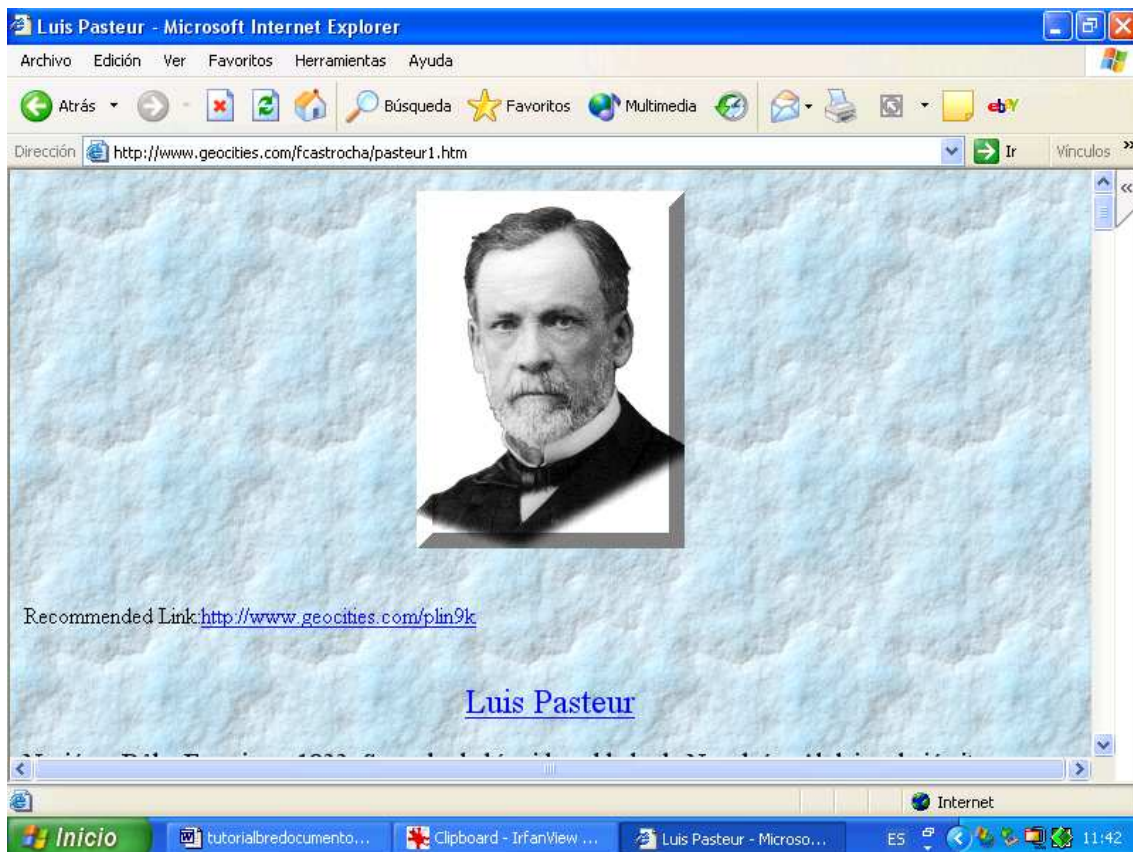 Luis Pasteur - Microsoft Internet Explorer
Archivo Edición Ver Favoritos Herramientas Ayuda
Atrás Búsqueda Favoritos Multimedia ebY
Dirección http://www.geocities.com/fcastrocha/pasteur1.htm Ir Vínculos »
Recommended Link:http://www.geocities.com/plin9k
Luis Pasteur
Internet
Inicio tutorialbredocumento... Clipboard - IrfanView ... Luis Pasteur - Microso... ES 11:42